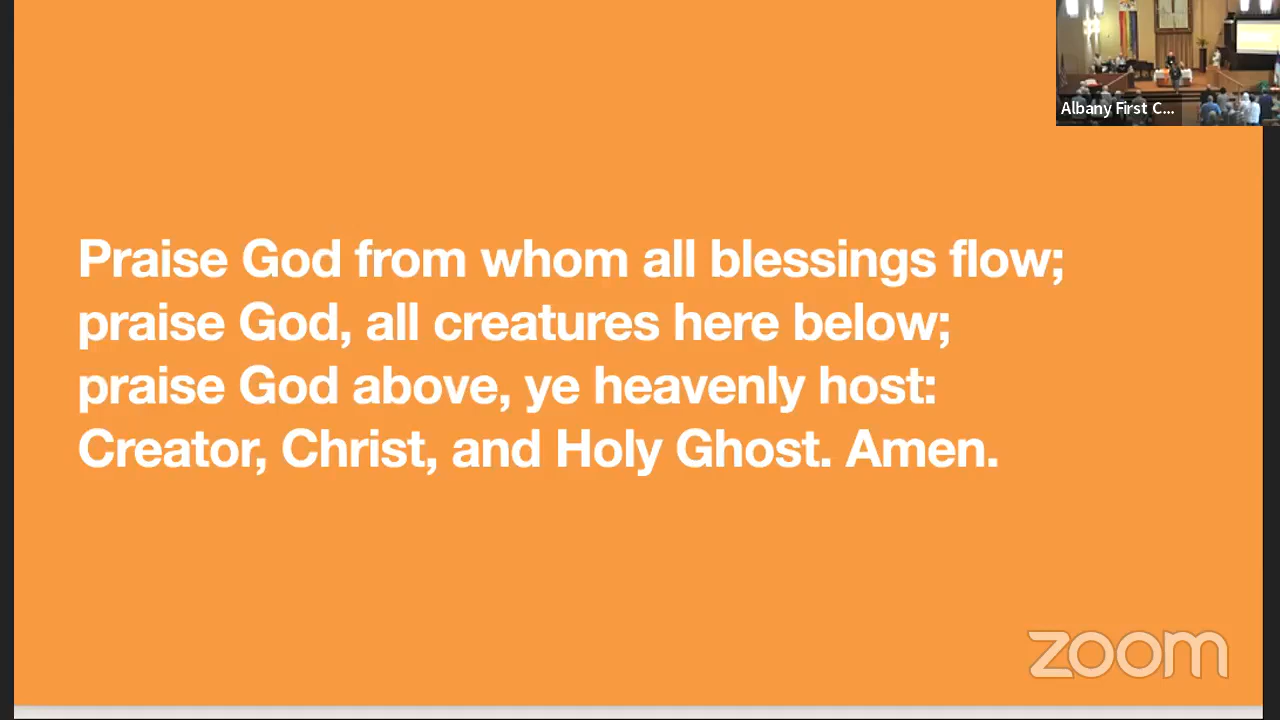 Albany First C...
Praise God from whom all blessings flow;
praise God, all creatures here below;
praise God above, ye heavenly host:
Creator, Christ, and Holy Ghost. Amen.
zoom